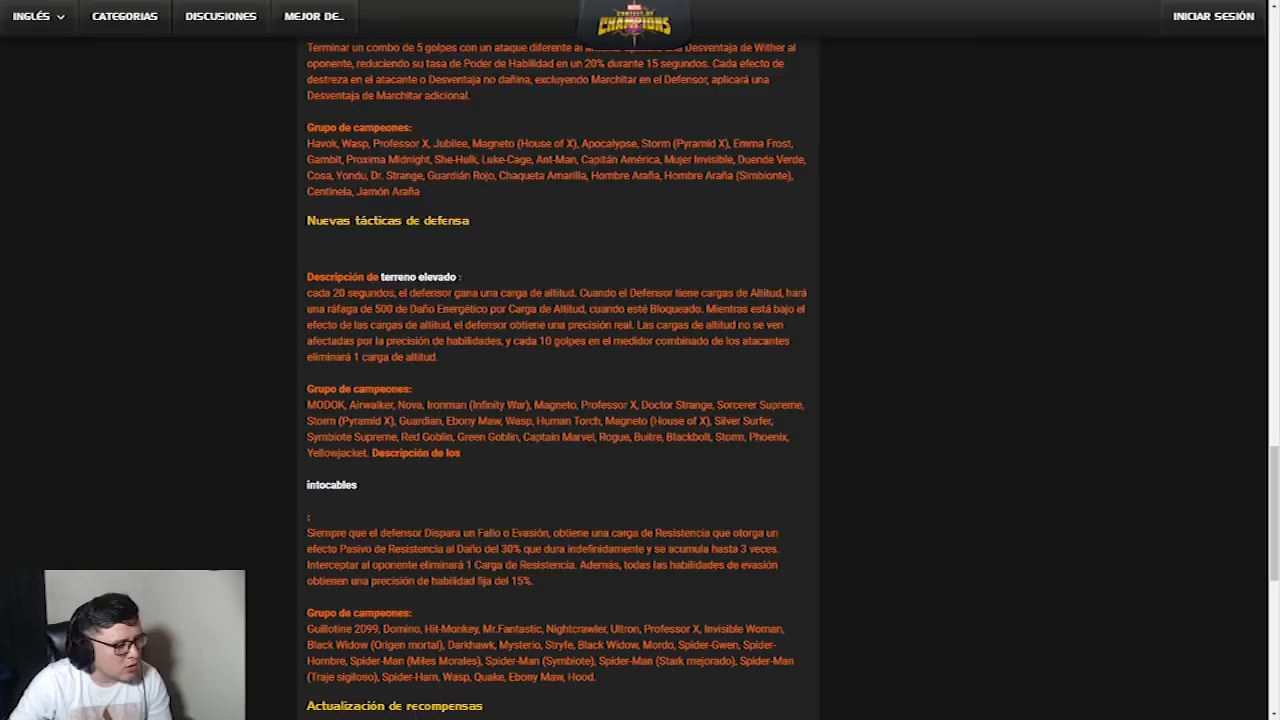 INGLÉS
CATEGORIAS
DISCUSIONES
MEJOR DE...
MARVEL
CONTEST OF
CHAMPIONS
INICIAR SESIÓN
Terminar un combo de 5 golpes con un ataque diferente al Desventaja de Wither al
oponente, reduciendo su tasa de Poder de Habilidad en un 20% durante 15 segundos. Cada efecto de
destreza en el atacante o Desventaja no dañina, excluyendo Marchitar en el Defensor, aplicará una
Desventaja de Marchitar adicional.
Grupo de campeones:
Havok, Wasp, Professor X, Jubilee, Magneto (House of X), Apocalypse, Storm (Pyramid X), Emma Frost,
Gambit, Proxima Midnight, She-Hulk, Luke-Cage, Ant-Man, Capitán América, Mujer Invisible, Duende Verde,
Cosa, Yondu, Dr. Strange, Guardián Rojo, Chaqueta Amarilla, Hombre Araña, Hombre Araña (Simbionte),
Centinela, Jamón Araña
Nuevas tácticas de defensa
Descripción de terreno elevado :
cada 20 segundos, el defensor gana una carga de altitud. Cuando el Defensor tiene cargas de Altitud, hará
una ráfaga de 500 de Daño Energético por Carga de Altitud, cuando esté Bloqueado. Mientras está bajo el
efecto de las cargas de altitud, el defensor obtiene una precisión real. Las cargas de altitud no se ven
afectadas por la precisión de habilidades, y cada 10 golpes en el medidor combinado de los atacantes
eliminará 1 carga de altitud.
Grupo de campeones:
MODOK, Airwalker, Nova, Ironman (Infinity War), Magneto, Professor X, Doctor Strange, Sorcerer Supreme,
Storm (Pyramid X), Guardian, Ebony Maw, Wasp, Human Torch, Magneto (House of X), Silver Surfer,
Symbiote Supreme, Red Goblin, Green Goblin, Captain Marvel, Rogue, Buitre, Blackbolt, Storm, Phoenix,
Yellowjacket. Descripción de los
intocables
:
Siempre que el defensor Dispara un Fallo o Evasión, obtiene una carga de Resistencia que otorga un
efecto Pasivo de Resistencia al Daño del 30% que dura indefinidamente y se acumula hasta 3 veces.
Interceptar al oponente eliminará 1 Carga de Resistencia. Además, todas las habilidades de evasión
obtienen una precisión de habilidad fija del 15%.
Grupo de campeones:
Guillotine 2099, Domino, Hit-Monkey, Mr.Fantastic, Nightcrawler, Ultron, Professor X, Invisible Woman,
Black Widow (Origen mortal), Darkhawk, Mysterio, Stryfe, Black Widow, Mordo, Spider-Gwen, Spider-
Hombre, Spider-Man (Miles Morales), Spider-Man (Symbiote), Spider-Man (Stark mejorado), Spider-Man
(Traje sigiloso), Spider-Ham, Wasp, Quake, Ebony Maw, Hood.
Actualización de recompensas